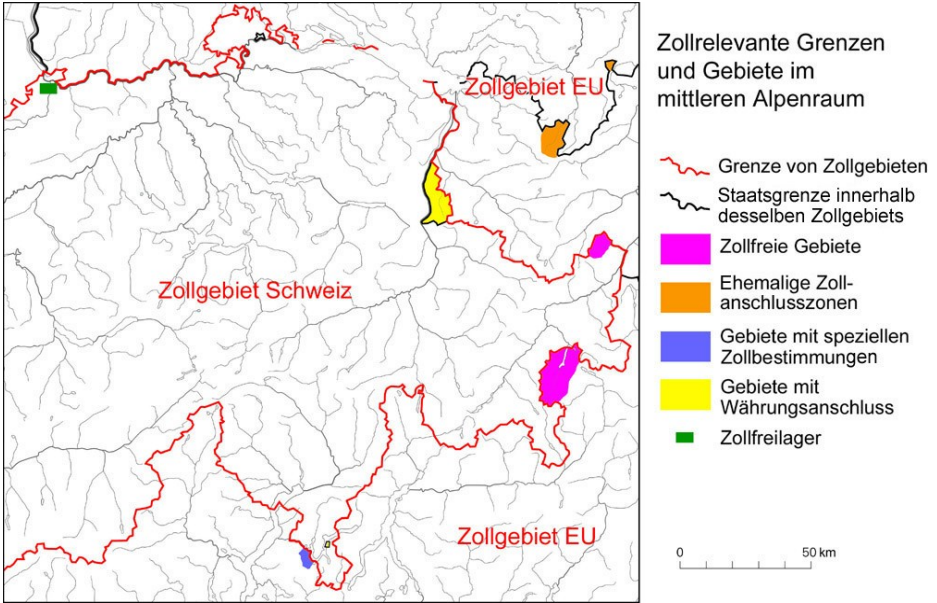 Zollrelevante Grenzen
und Gebiete im
mittleren Alpenraum
Zollgebiet EU
Zollgebiet Schweiz
Zollgebiet EU
Grenze von Zollgebieten
Staatsgrenze innerhalb
desselben Zollgebiets
Zollfreie Gebiete
Ehemalige Zoll-
anschlusszonen
Gebiete mit speziellen
Zollbestimmungen
Gebiete mit
Währungsanschluss
Zollfreilager
0 50 km